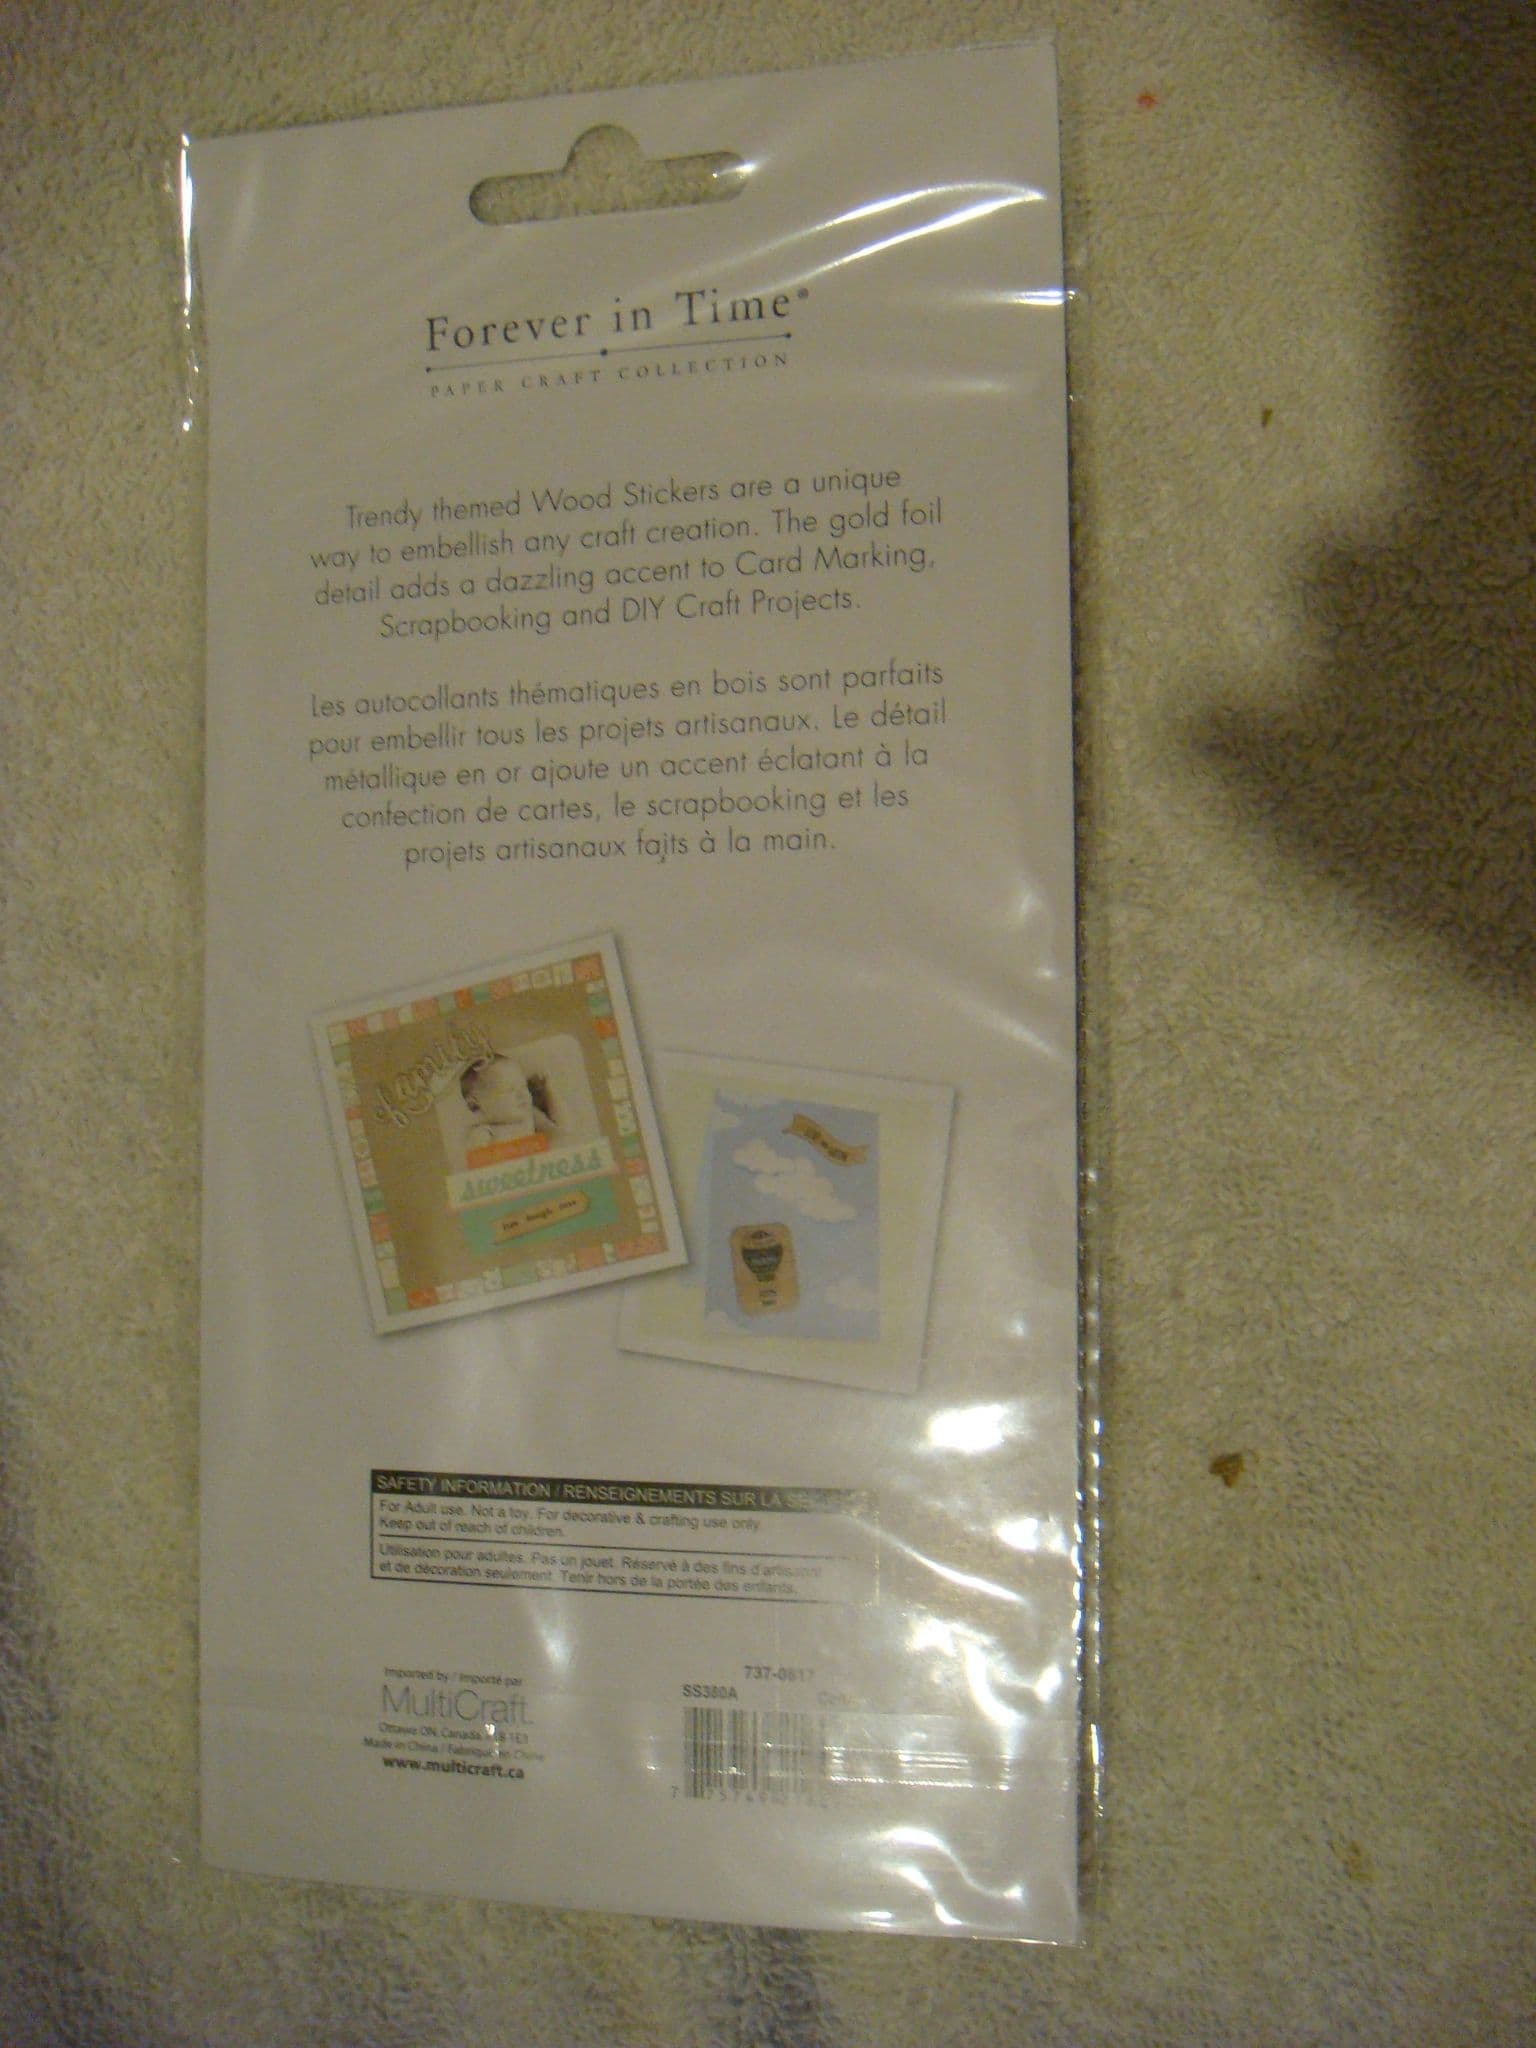 Forever in Time®
PAPER CRAFT COLLECTION
Trendy themed Wood Stickers are a unique
way to embellish any craft creation. The gold foil
detail adds a dazzling accent to Card Marking,
Scrapbooking and DIY Craft Projects.
Les autocollants thématiques en bois sont parfaits
pour embellir tous les projets artisanaux. Le détail
métallique en or ajoute un accent éclatant à la
confection de cartes, le scrapbooking et les
projets artisanaux faits à la main.
family
sweetness
SAFETY INFORMATION / RENSEIGNEMENTS SUR LA
For Adult use. Not a toy. For decorative & crafting use only.
Keep out of reach of children.
Utilisation pour adultes. Pas un jouet. Réservé à des fins
et de décoration seulement. Tenir hors de la portée des enfants.
Imported by / Importé par
MultiCraft
Ottawa ON, Canada 1E1
Made in China / Fabriqué en Chine
www.multicraft.ca
737-0817
SS380A